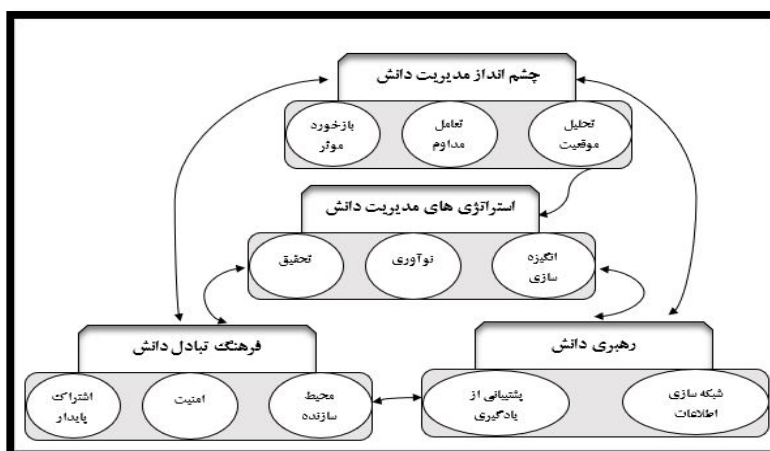 چشم انداز مدیریت دانش
تحلیل
موقعیت
تعامل
مداوم
بازخورد
موثر
استراتژی های مدیریت دانش
انگیزه
سازی
نوآوری
تحقیق
رهبری دانش
شبکه سازی
اطلاعات
پشتیبانی از
یادگیری
فرهنگ تبادل دانش
محیط
سازنده
امنیت
اشتراک
پایدار